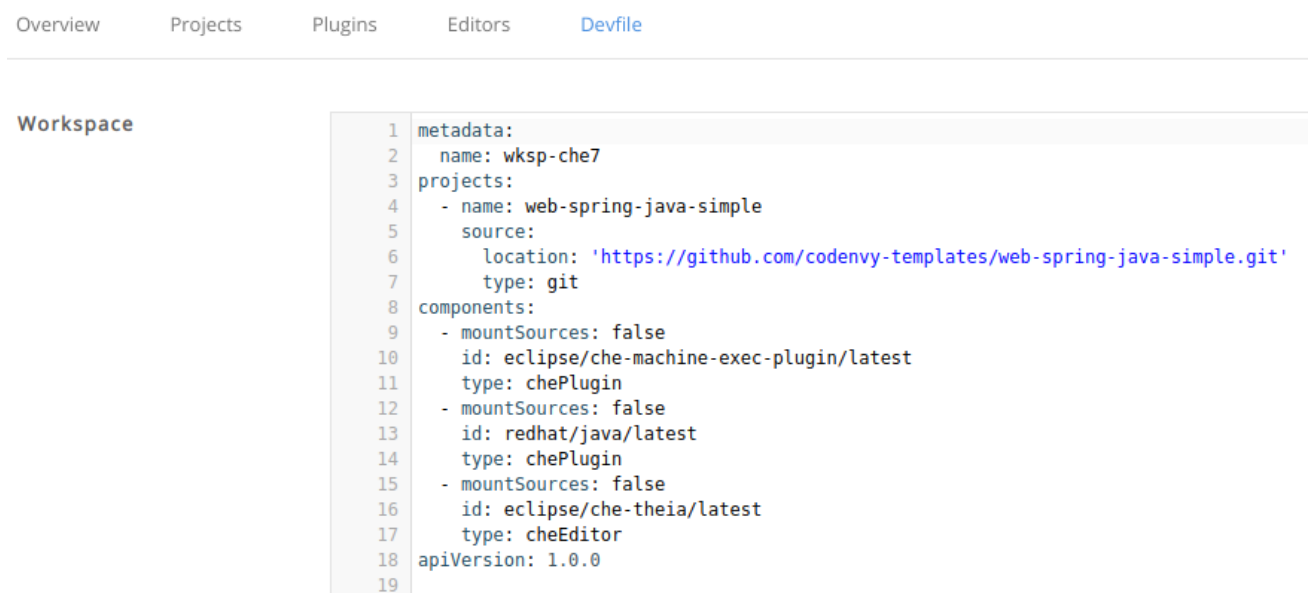 Overview Projects Plugins Editors Devfile
Workspace
1 metadata:
2   name: wksp-che7
3 projects:
4   - name: web-spring-java-simple
5     source:
6       location: 'https://github.com/codenvy-templates/web-spring-java-simple.git'
7       type: git
8 components:
9   - mountSources: false
10     id: eclipse/che-machine-exec-plugin/latest
11     type: chePlugin
12   - mountSources: false
13     id: redhat/java/latest
14     type: chePlugin
15   - mountSources: false
16     id: eclipse/che-theia/latest
17     type: cheEditor
18 apiVersion: 1.0.0
19